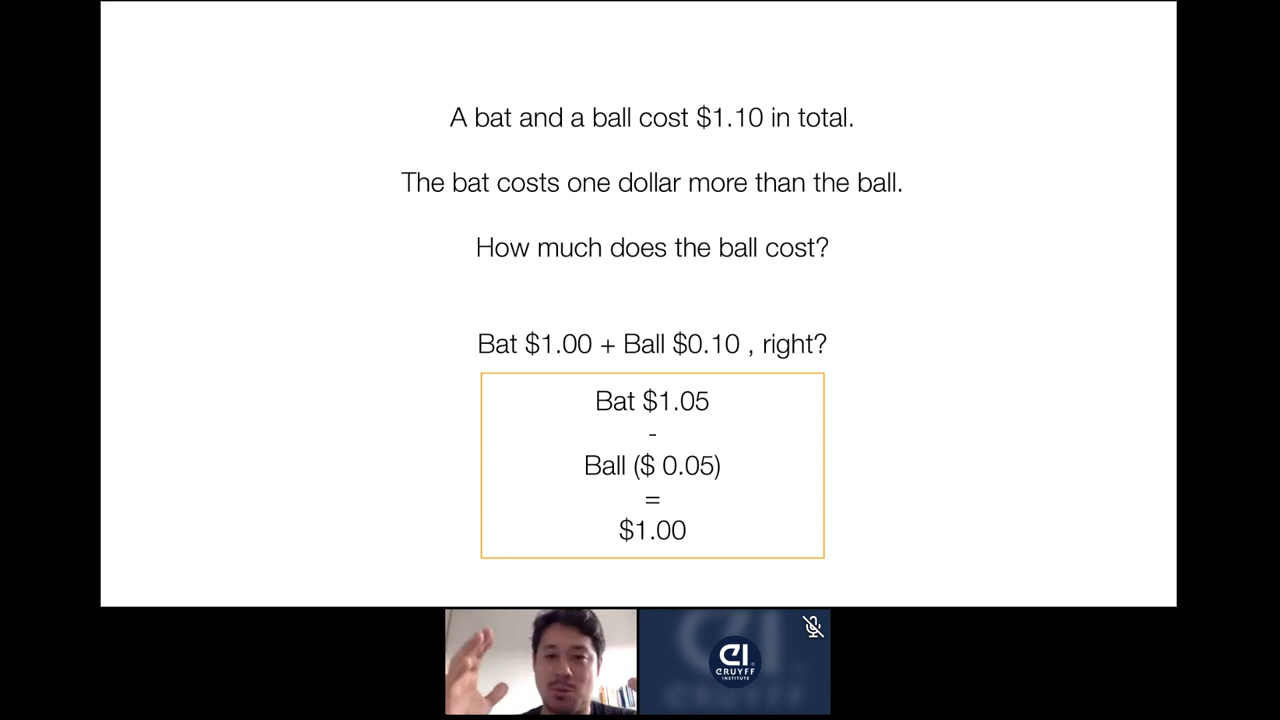 A bat and a ball cost $1.10 in total.
The bat costs one dollar more than the ball.
How much does the ball cost?
Bat $1.00 + Ball $0.10 , right?
Bat $1.05
-
Ball ($ 0.05)
=
$1.00
CI
CRUYFF
INSTITUTE